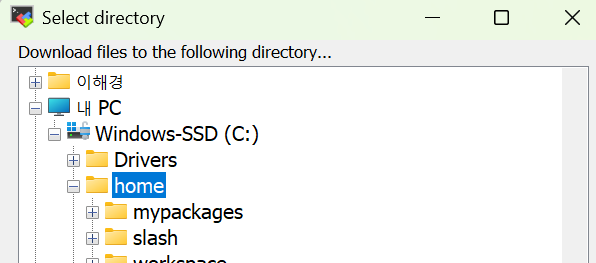 Select directory
Download files to the following directory...
이해경
내 PC
Windows-SSD (C:)
Drivers
home
mypackages
slash
workspace